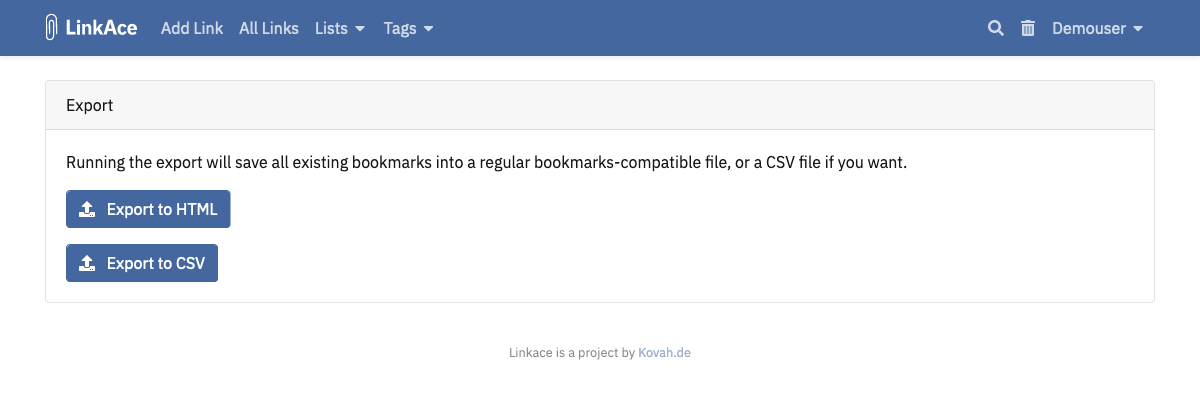 LinkAce Add Link All Links Lists Tags Demouser
Export
Running the export will save all existing bookmarks into a regular bookmarks-compatible file, or a CSV file if you want.
Export to HTML
Export to CSV
Linkace is a project by Kovah.de